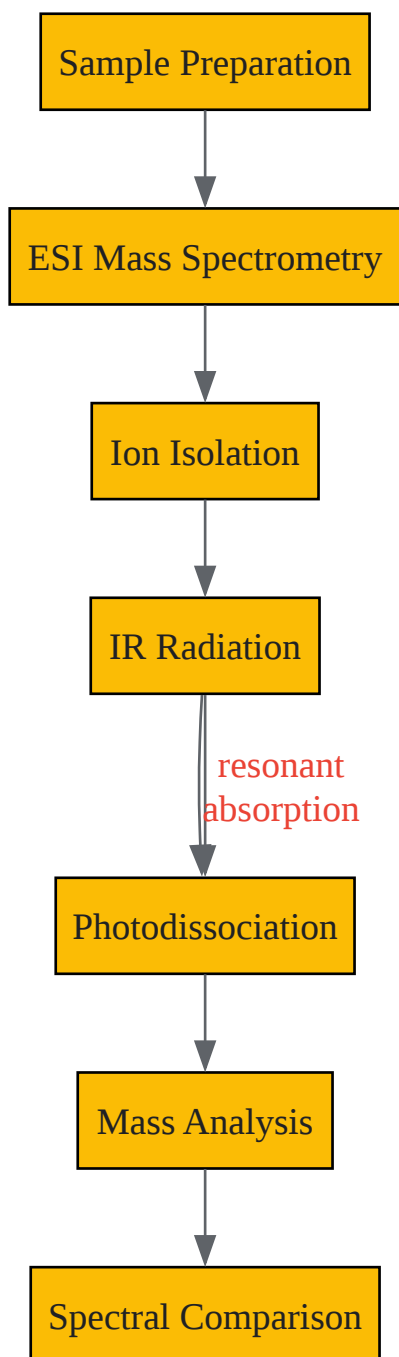 Sample Preparation
ESI Mass Spectrometry
Ion Isolation
IR Radiation
resonant
absorption
Photodissociation
Mass Analysis
Spectral Comparison